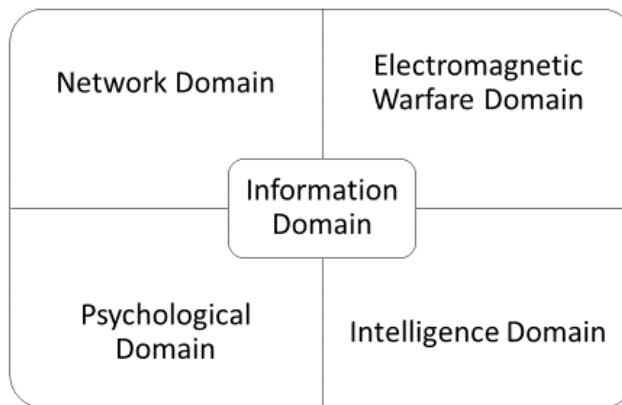 Network Domain
Electromagnetic
Warfare Domain
Information
Domain
Psychological
Domain
Intelligence Domain